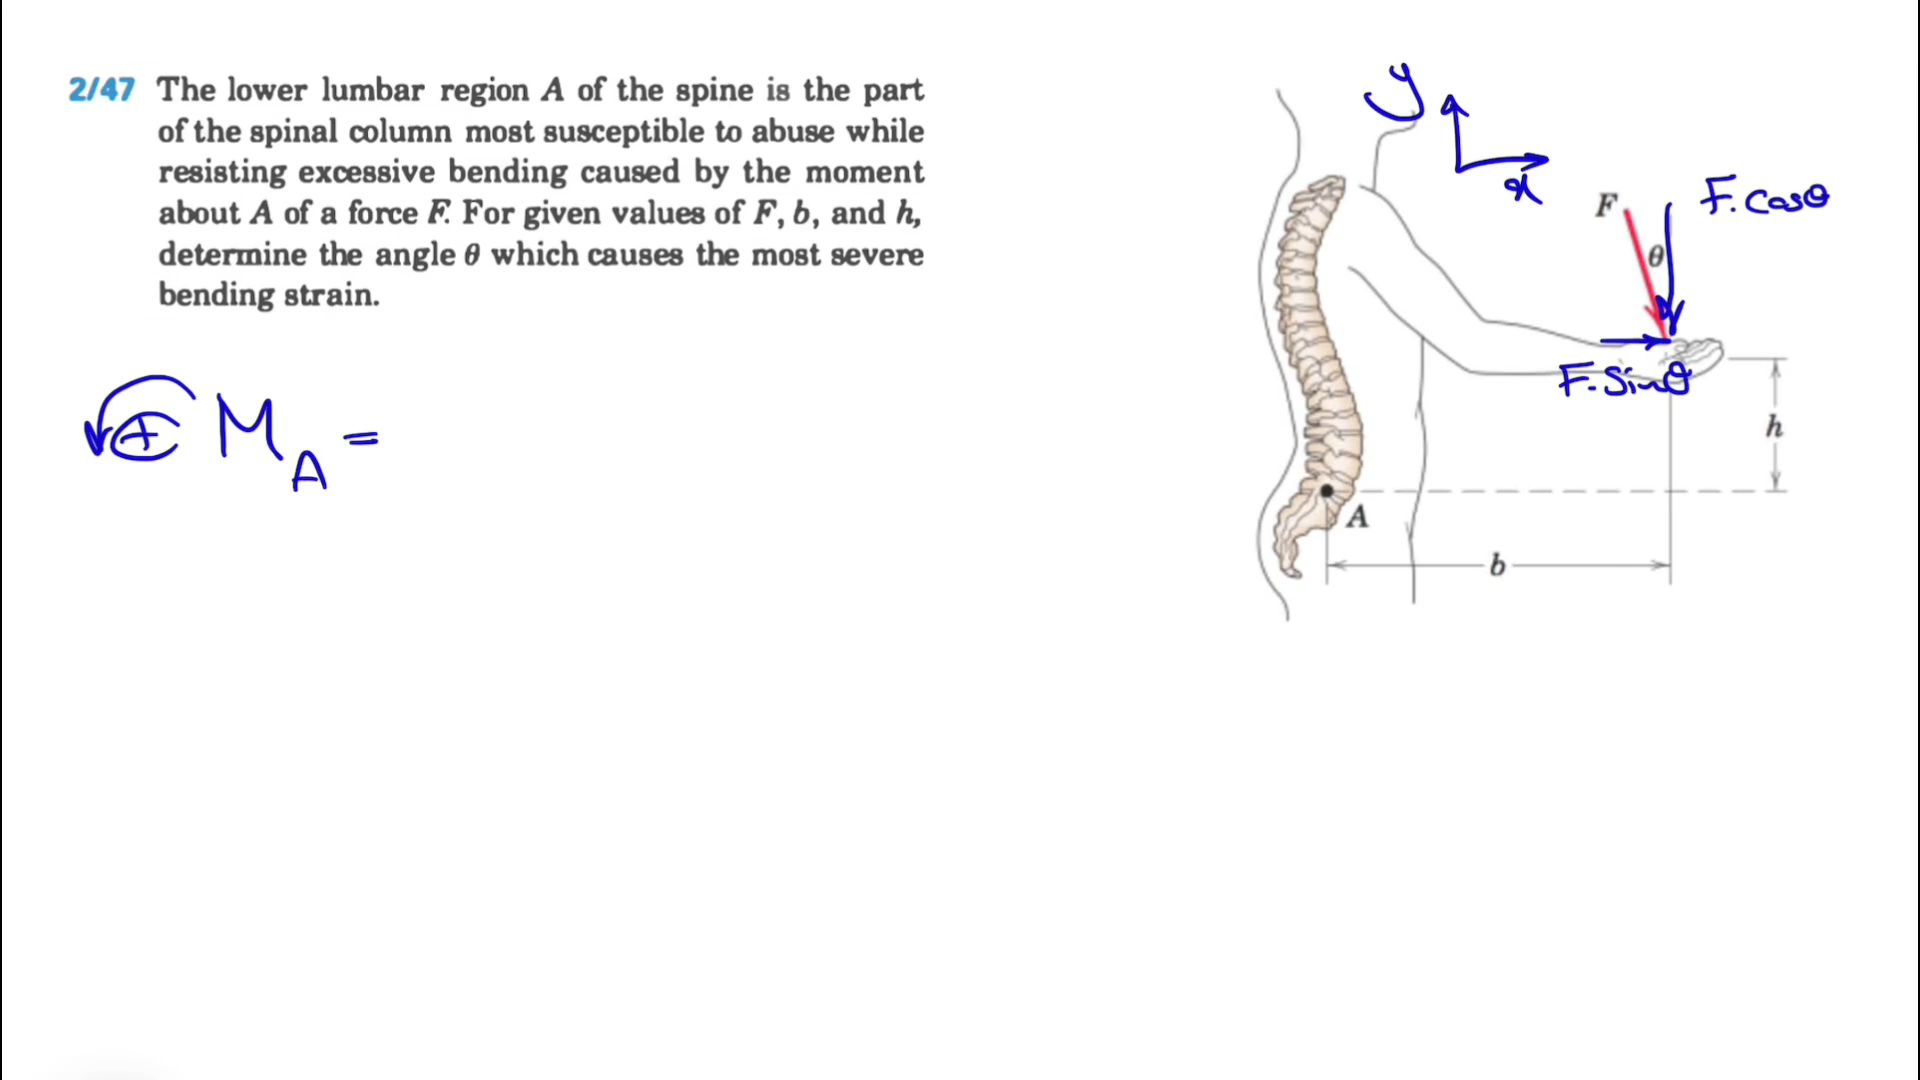 2/47 The lower lumbar region A of the spine is the part
of the spinal column most susceptible to abuse while
resisting excessive bending caused by the moment
about A of a force F. For given values of F, b, and h,
determine the angle θ which causes the most severe
bending strain.
+ M_A =
y
x
F
θ
F.Cosθ
F.Sinθ
h
A
b